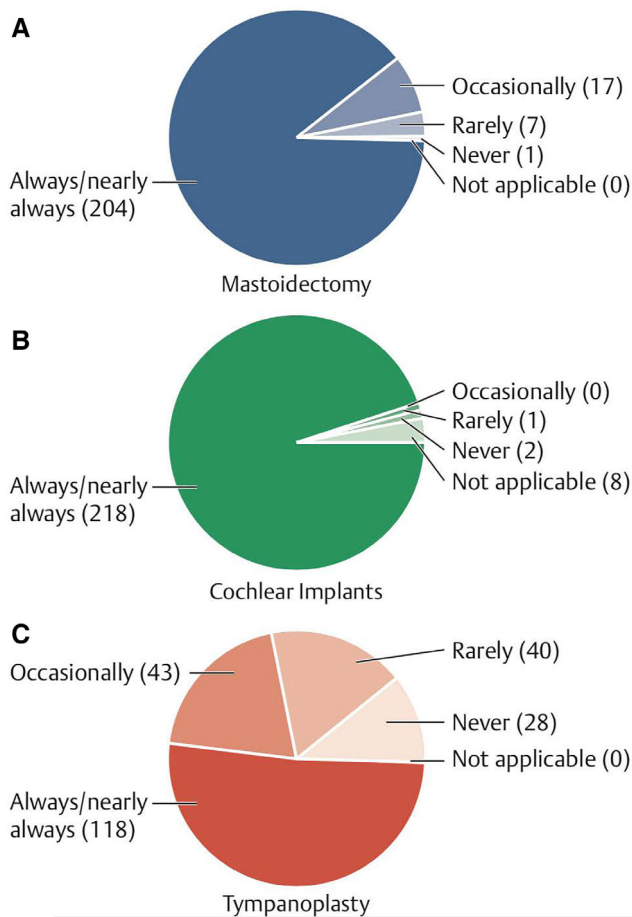 A
Occasionally (17)
Rarely (7)
Never (1)
Not applicable (0)
Always/nearly
always (204)
Mastoidectomy
B
Occasionally (0)
Rarely (1)
Never (2)
Not applicable (8)
Always/nearly
always (218)
Cochlear Implants
C
Rarely (40)
Occasionally (43)
Never (28)
Not applicable (0)
Always/nearly
always (118)
Tympanoplasty